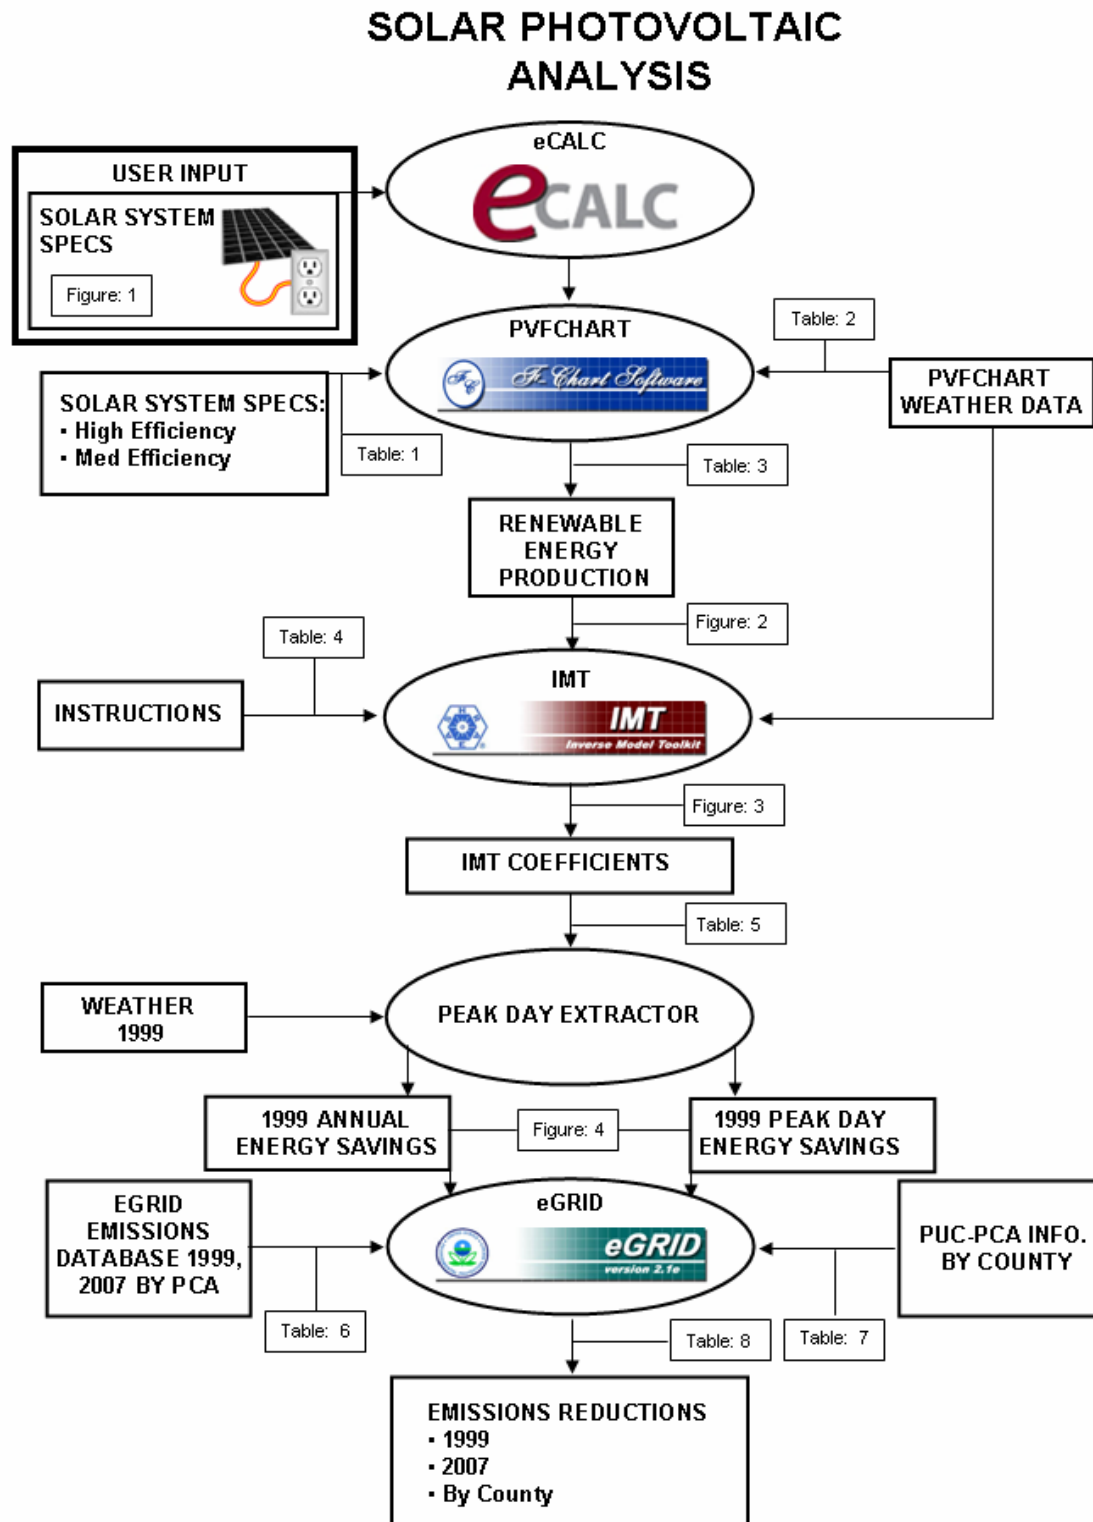 SOLAR PHOTOVOLTAIC
ANALYSIS
eCALC
eCALC
USER INPUT
SOLAR SYSTEM
SPECS
Figure: 1
PVFCHART
F-Chart Software
FC
Table: 2
PVFCHART
WEATHER DATA
SOLAR SYSTEM SPECS:
▪ High Efficiency
▪ Med Efficiency
Table: 1
Table: 3
RENEWABLE
ENERGY
PRODUCTION
Figure: 2
Table: 4
INSTRUCTIONS
IMT
ASHRAE
IMT
Inverse Model Toolkit
Figure: 3
IMT COEFFICIENTS
Table: 5
WEATHER
1999
PEAK DAY EXTRACTOR
1999 ANNUAL
ENERGY SAVINGS
Figure: 4
1999 PEAK DAY
ENERGY SAVINGS
EGRID
EMISSIONS
DATABASE 1999,
2007 BY PCA
eGRID
eGRID
version 2.1e
PUC-PCA INFO.
BY COUNTY
Table: 6
Table: 8
Table: 7
EMISSIONS REDUCTIONS
▪ 1999
▪ 2007
▪ By County